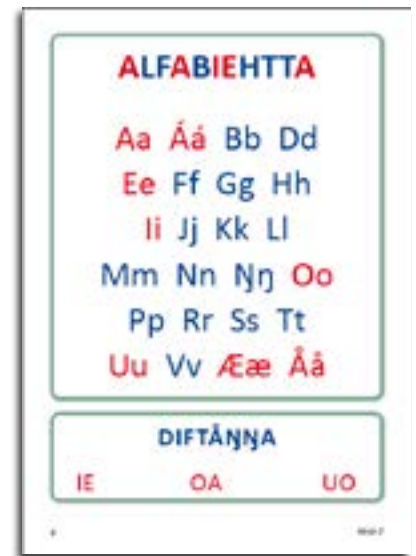 ALFABIEHTTA
Aa Áá Bb Dd
Ee Ff Gg Hh
Ii Jj Kk Ll
Mm Nn Ŋŋ Oo
Pp Rr Ss Tt
Uu Vv Ææ Åå
DIFTÅŊŊA
IE OA UO